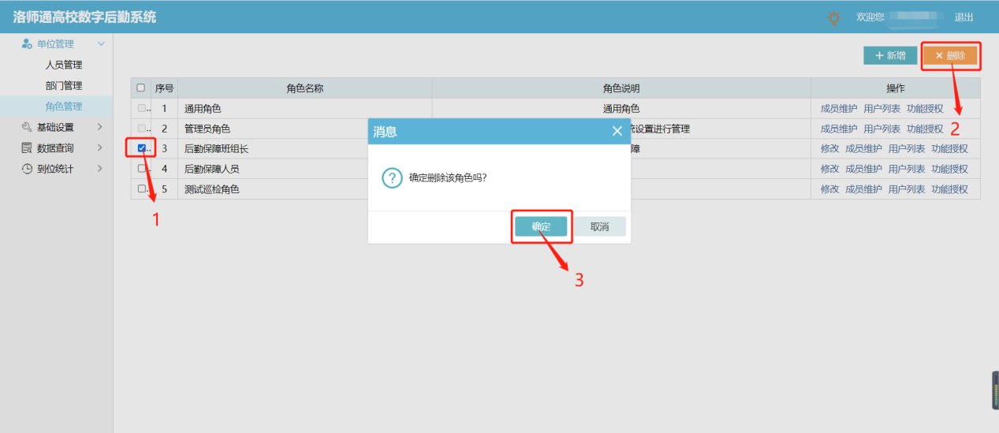 洛师通高校数字后勤系统
欢迎您
退出
单位管理
人员管理
部门管理
角色管理
基础设置
数据查询
到位统计
+ 新增
× 删除
序号 角色名称 角色说明 操作
1 通用角色 通用角色 成员维护 用户列表 功能授权
2 管理员角色 统设置进行管理 成员维护 用户列表 功能授权
3 后勤保障班组长 障 修改 成员维护 用户列表 功能授权
4 后勤保障人员 修改 成员维护 用户列表 功能授权
5 测试巡检角色 修改 成员维护 用户列表 功能授权
消息
确定删除该角色吗?
确定 取消
1
2
3